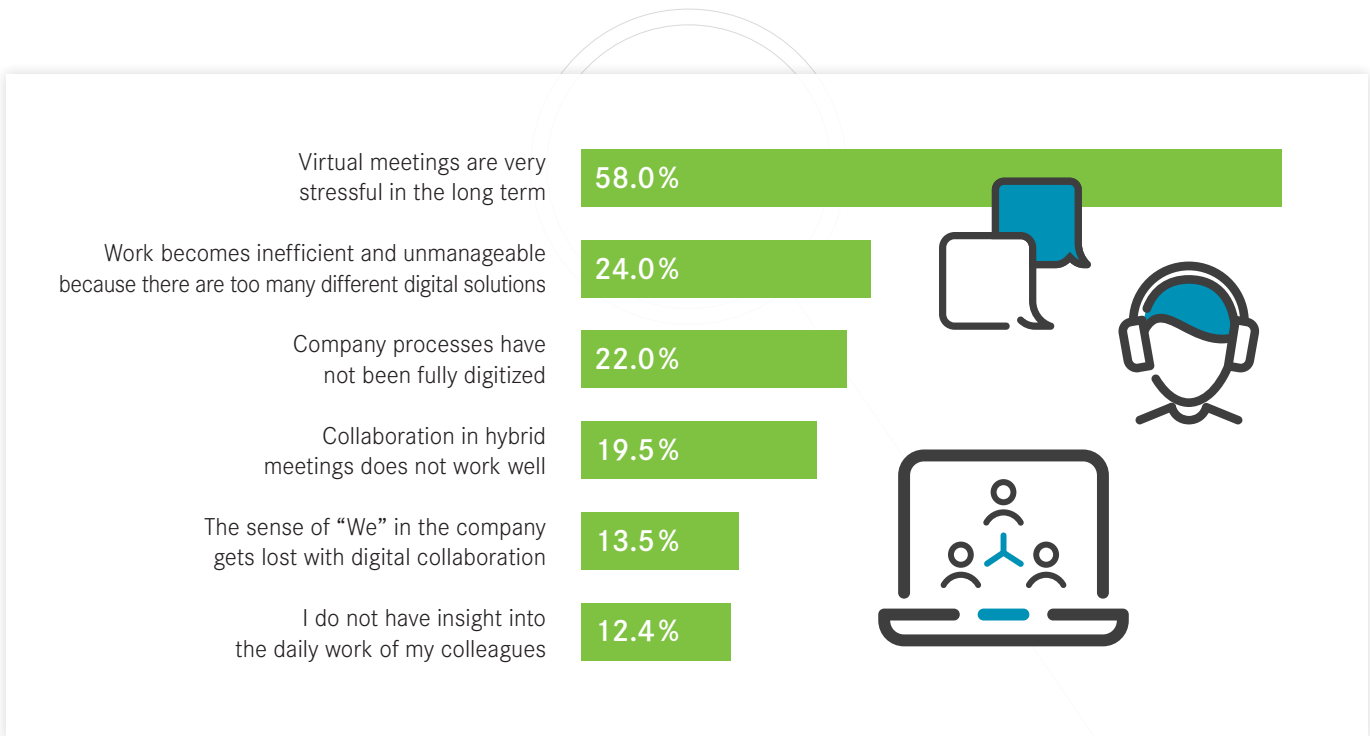 Virtual meetings are very
stressful in the long term
58.0%
Work becomes inefficient and unmanageable
because there are too many different digital solutions
24.0%
Company processes have
not been fully digitized
22.0%
Collaboration in hybrid
meetings does not work well
19.5%
The sense of “We” in the company
gets lost with digital collaboration
13.5%
I do not have insight into
the daily work of my colleagues
12.4%